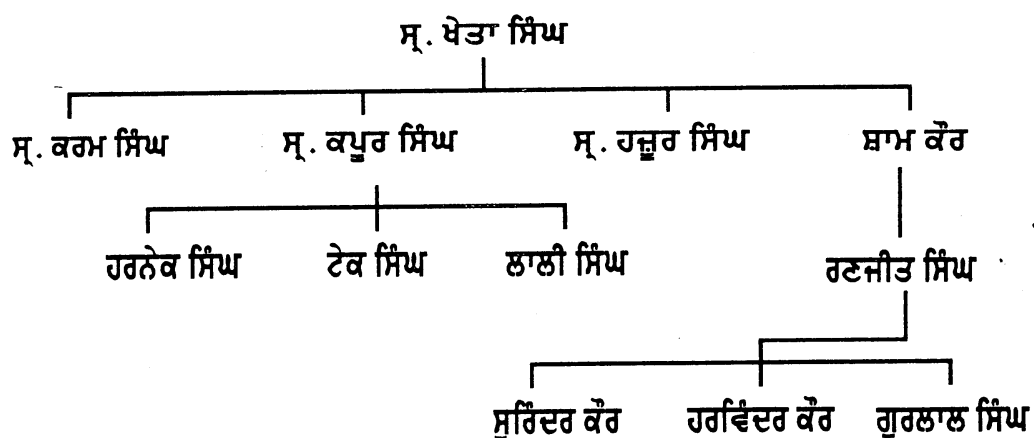 ਸ੍ਰ. ਖੇਤਾ ਸਿੰਘ
ਸ੍ਰ. ਕਰਮ ਸਿੰਘ ਸ੍ਰ. ਕਪੂਰ ਸਿੰਘ ਸ੍ਰ. ਹਜ਼ੂਰ ਸਿੰਘ ਸ਼ਾਮ ਕੌਰ
ਹਰਨੇਕ ਸਿੰਘ ਟੇਕ ਸਿੰਘ ਲਾਲੀ ਸਿੰਘ ਰਣਜੀਤ ਸਿੰਘ
ਸੁਰਿੰਦਰ ਕੌਰ ਹਰਵਿੰਦਰ ਕੌਰ ਗੁਰਲਾਲ ਸਿੰਘ